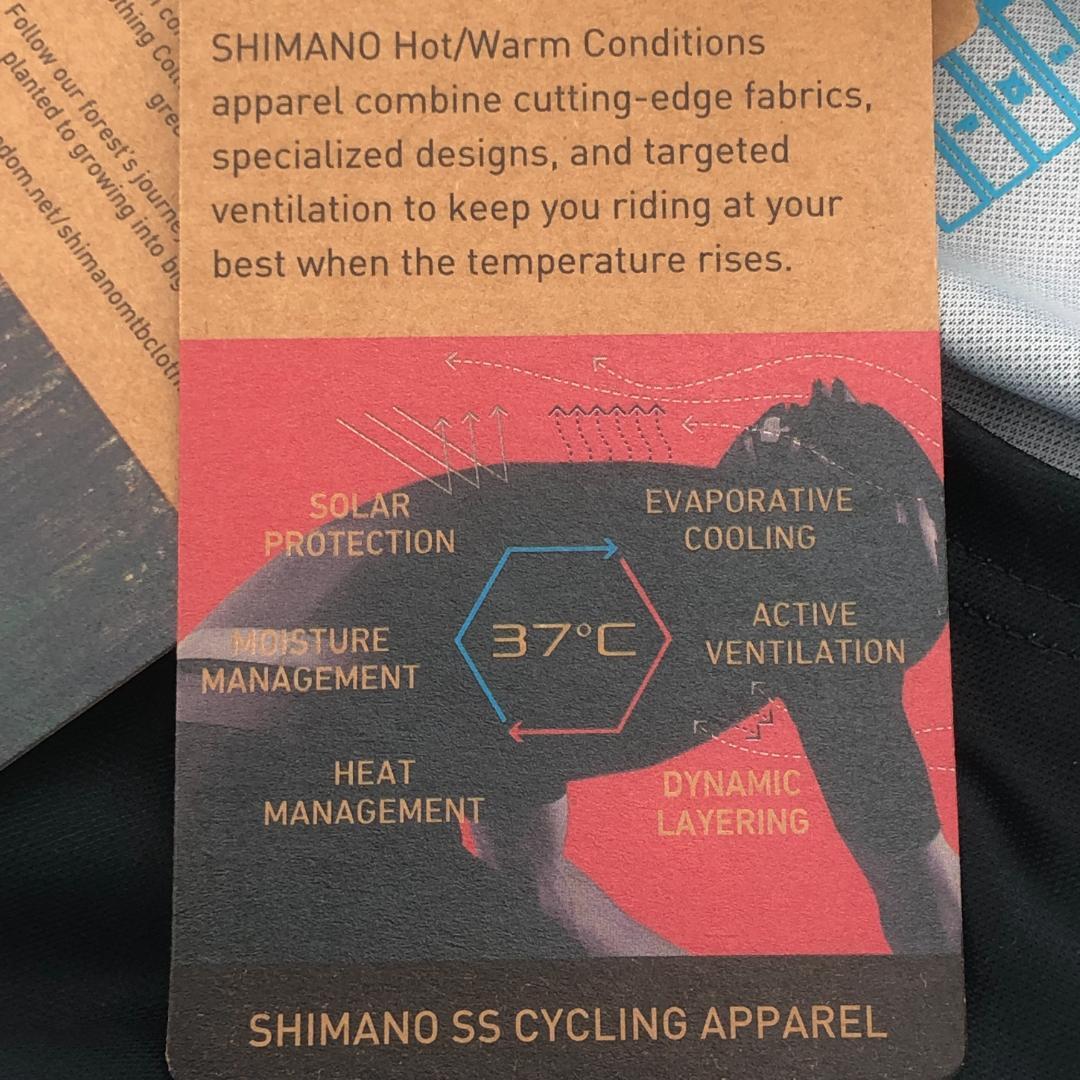 SHIMANO Hot/Warm Conditions
apparel combine cutting-edge fabrics,
specialized designs, and targeted
ventilation to keep you riding at your
best when the temperature rises.
SOLAR
PROTECTION
EVAPORATIVE
COOLING
MOISTURE
MANAGEMENT
37°C
ACTIVE
VENTILATION
HEAT
MANAGEMENT
DYNAMIC
LAYERING
SHIMANO SS CYCLING APPAREL
Follow our forest's
planted to growing into